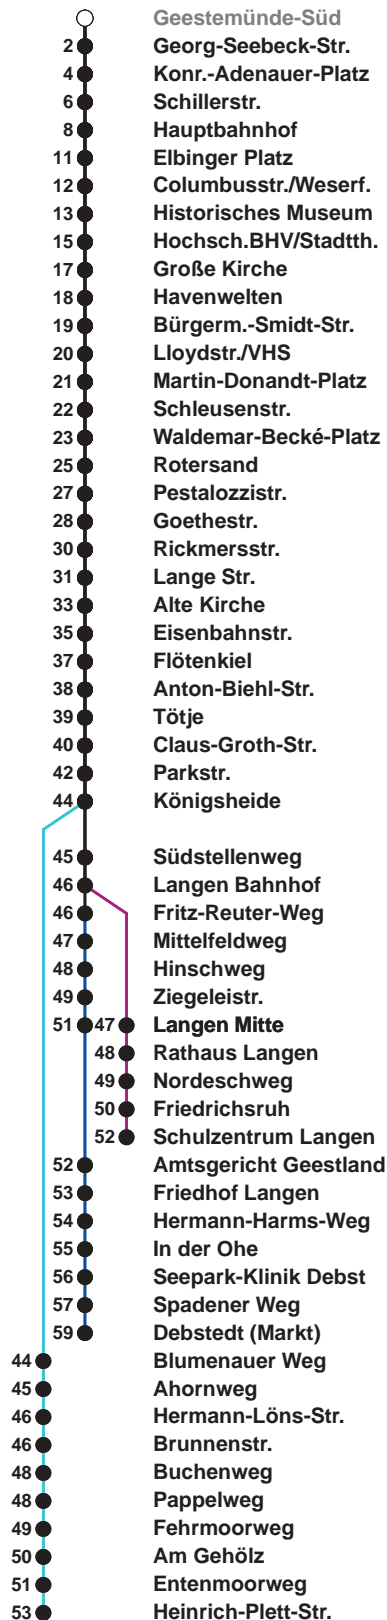 Geestemünde-Süd
2 Georg-Seebeck-Str.
4 Konr.-Adenauer-Platz
6 Schillerstr.
8 Hauptbahnhof
11 Elbinger Platz
12 Columbusstr./Weserf.
13 Historisches Museum
15 Hochsch.BHV/Stadtth.
17 Große Kirche
18 Havenwelten
19 Bürgerm.-Smidt-Str.
20 Lloydstr./VHS
21 Martin-Donandt-Platz
22 Schleusenstr.
23 Waldemar-Becké-Platz
25 Rotersand
27 Pestalozzistr.
28 Goethestr.
30 Rickmersstr.
31 Lange Str.
33 Alte Kirche
35 Eisenbahnstr.
37 Flötenkiel
38 Anton-Biehl-Str.
39 Tötje
40 Claus-Groth-Str.
42 Parkstr.
44 Königsheide
45 Südstellenweg
46 Langen Bahnhof
46 Fritz-Reuter-Weg
47 Mittelfeldweg
48 Hinschweg
49 Ziegeleistr.
51 47 Langen Mitte
48 Rathaus Langen
49 Nordeschweg
50 Friedrichsruh
52 Schulzentrum Langen
52 Amtsgericht Geestland
53 Friedhof Langen
54 Hermann-Harms-Weg
55 In der Ohe
56 Seepark-Klinik Debst
57 Spadener Weg
59 Debstedt (Markt)
44 Blumenauer Weg
45 Ahornweg
46 Hermann-Löns-Str.
46 Brunnenstr.
48 Buchenweg
48 Pappelweg
49 Fehrmoorweg
50 Am Gehölz
51 Entenmoorweg
53 Heinrich-Plett-Str.